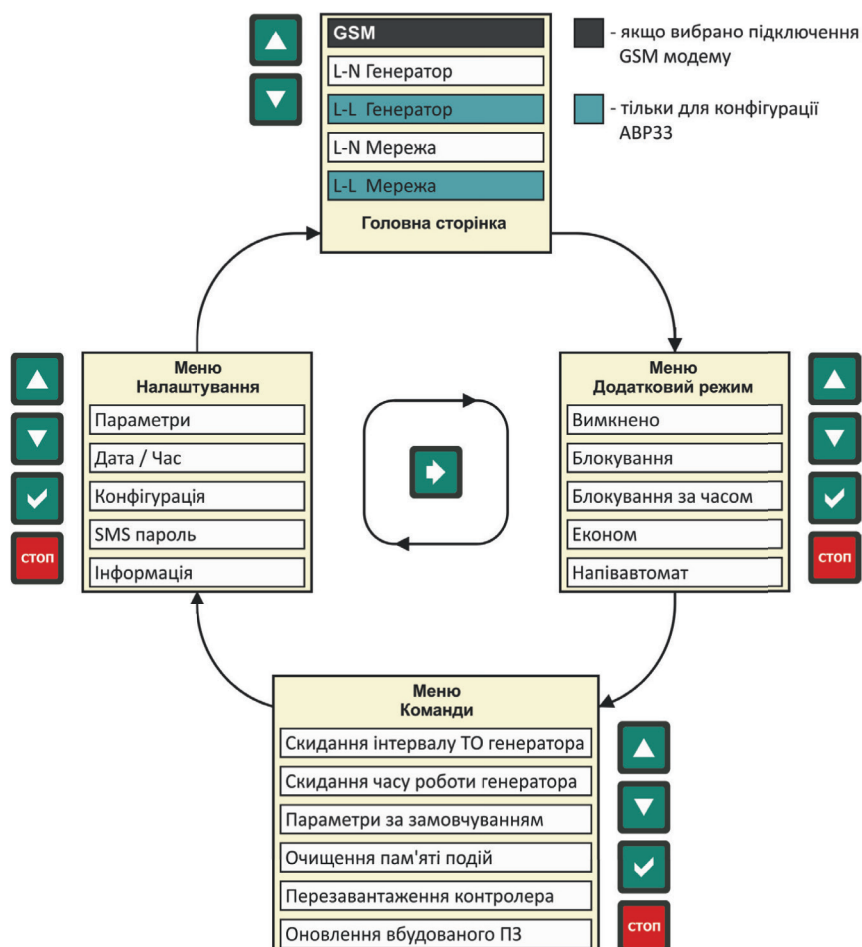 GSM
L-N Генератор
L-L Генератор
L-N Мережа
L-L Мережа
Головна сторінка
- якщо вибрано підключення
GSM модему
- тільки для конфігурації
АВР33
Меню
Налаштування
Параметри
Дата / Час
Конфігурація
SMS пароль
Інформація
стоп
Меню
Додатковий режим
Вимкнено
Блокування
Блокування за часом
Економ
Напівавтомат
стоп
Меню
Команди
Скидання інтервалу ТО генератора
Скидання часу роботи генератора
Параметри за замовчуванням
Очищення пам'яті подій
Перезавантаження контролера
Оновлення вбудованого ПЗ
стоп